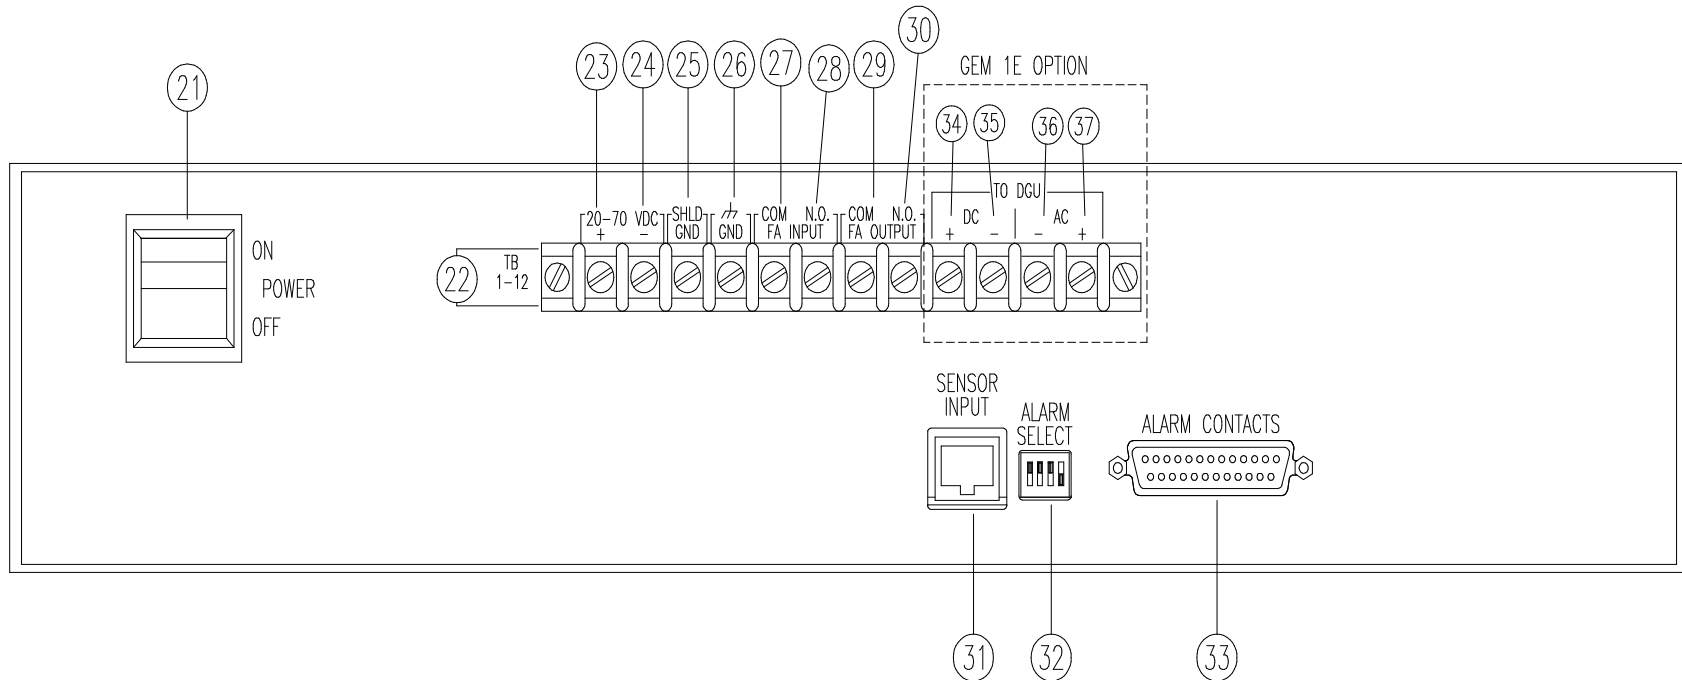 30
23 24 25 26 27 28 29
GEM 1E OPTION
21
34 35 36 37
TO DGU
20-70 VDC SHLD COM N.O. COM N.O. DC AC
+ - GND GND FA INPUT FA OUTPUT + - - +
ON
POWER
OFF
22
TB
1-12
SENSOR
INPUT
ALARM
SELECT
ALARM CONTACTS
31 32 33